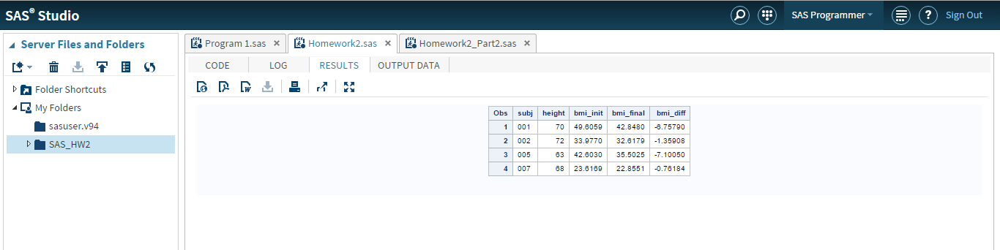 SAS® Studio
SAS Programmer
?
Sign Out
Server Files and Folders
Folder Shortcuts
My Folders
sasuser.v94
SAS_HW2
Program 1.sas × Homework2.sas × Homework2_Part2.sas ×
CODE LOG RESULTS OUTPUT DATA
Obs subj height bmi_init bmi_final bmi_diff
1 001 70 49.6059 42.8480 -6.75790
2 002 72 33.9770 32.6179 -1.35908
3 005 63 42.6030 35.5025 -7.10050
4 007 68 23.6169 22.8551 -0.76184